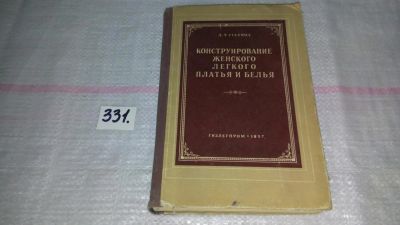 331.
КОНСТРУИРОВАНИЕ
ЖЕНСКОГО
ЛЕГКОГО
ПЛАТЬЯ И БЕЛЬЯ
ГИЗЛЕГПРОМ • 1957